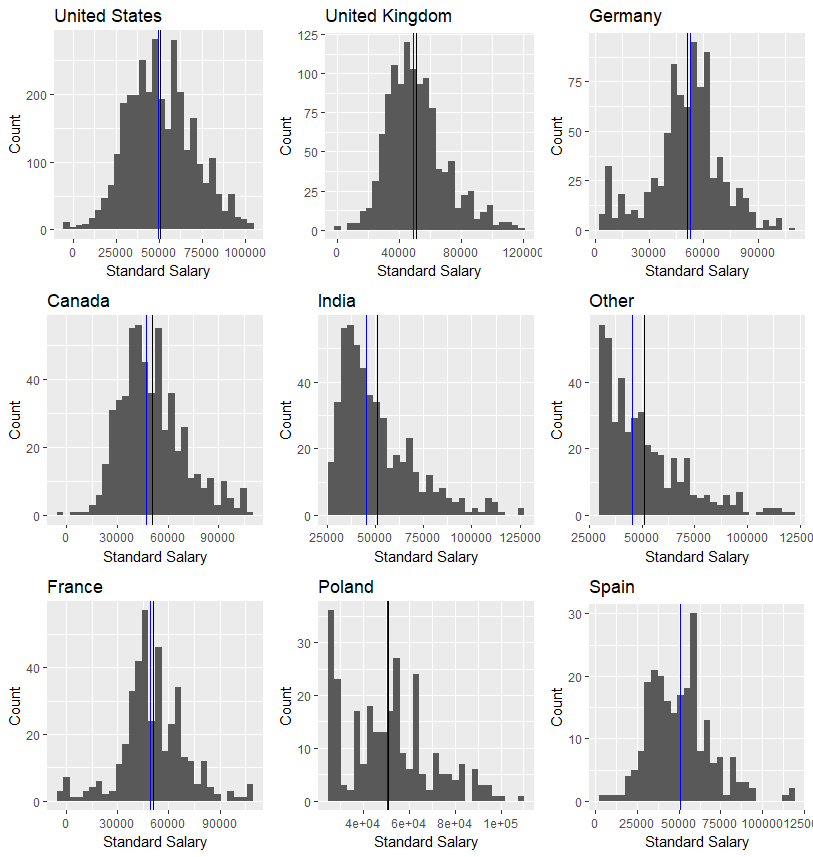 United States
United Kingdom
Germany
Count
200
100
0
0
25000
50000
75000
100000
Standard Salary
Count
125
100
75
50
25
0
0
40000
80000
120000
Standard Salary
Count
75
50
25
0
0
30000
60000
90000
Standard Salary
Canada
India
Other
Count
40
20
0
0
30000
60000
90000
Standard Salary
Count
40
20
0
25000
50000
75000
100000
125000
Standard Salary
Count
40
20
0
25000
50000
75000
100000
12500
Standard Salary
France
Poland
Spain
Count
40
20
0
0
30000
60000
90000
Standard Salary
Count
30
20
10
0
4e+04
6e+04
8e+04
1e+05
Standard Salary
Count
30
20
10
0
0
25000
50000
75000
100000
12500
Standard Salary